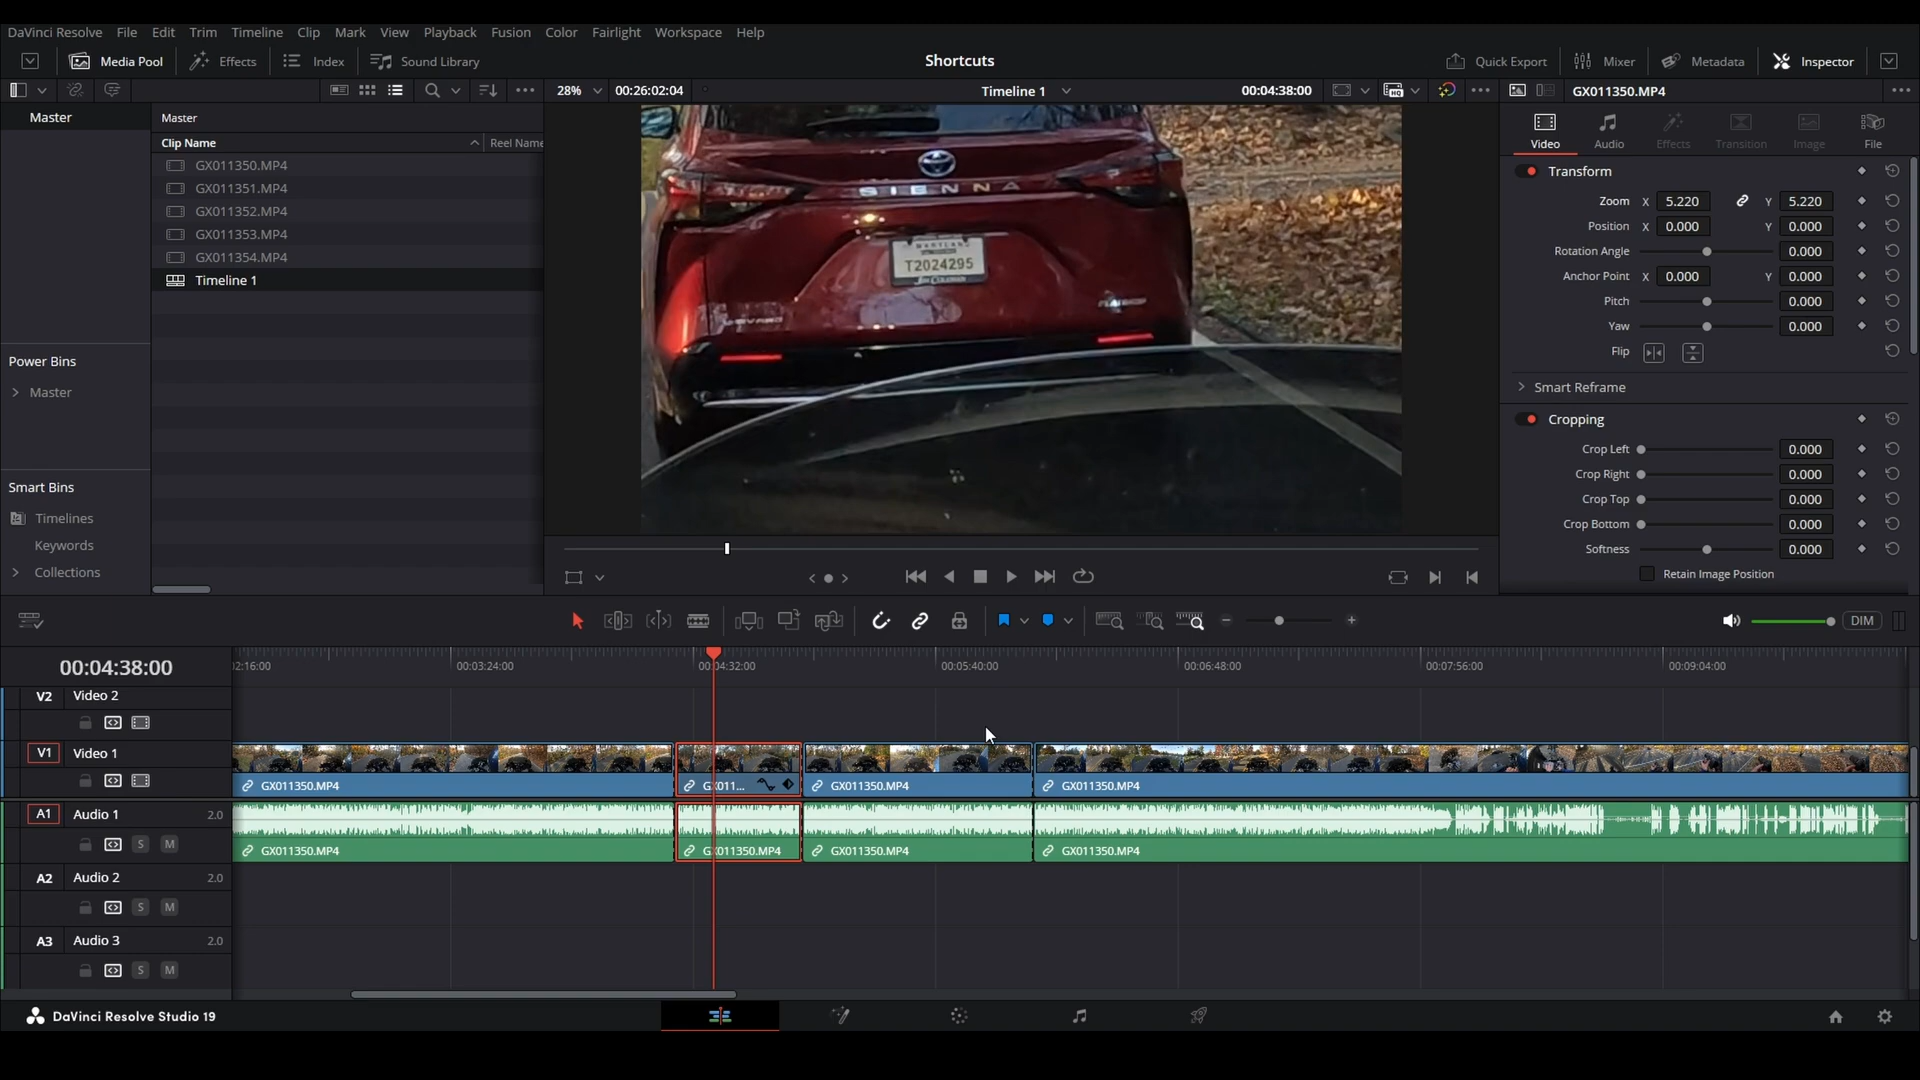 DaVinci Resolve File Edit Trim Timeline Clip Mark View Playback Fusion Color Fairlight Workspace Help
Media Pool Effects Index Sound Library Shortcuts Quick Export Mixer Metadata Inspector
28% 00:26:02:04 Timeline 1 00:04:38:00 GX011350.MP4
Master Master
Clip Name Reel Name
GX011350.MP4
GX011351.MP4
GX011352.MP4
GX011353.MP4
GX011354.MP4
Timeline 1
Power Bins
Master
Smart Bins
Timelines
Keywords
Collections
SIENNA
MARYLAND
T2024295
Video Audio Effects Transition Image File
Transform
Zoom X 5.220 Y 5.220
Position X 0.000 Y 0.000
Rotation Angle 0.000
Anchor Point X 0.000 Y 0.000
Pitch 0.000
Yaw 0.000
Flip
Smart Reframe
Cropping
Crop Left 0.000
Crop Right 0.000
Crop Top 0.000
Crop Bottom 0.000
Softness 0.000
Retain Image Position
DIM
00:04:38:00 02:16:00 00:03:24:00 00:04:32:00 00:05:40:00 00:06:48:00 00:07:56:00 00:09:04:00
V2 Video 2
V1 Video 1
GX011350.MP4 GX011... GX011350.MP4 GX011350.MP4
A1 Audio 1 2.0
S M
GX011350.MP4 GX011350.MP4 GX011350.MP4 GX011350.MP4
A2 Audio 2 2.0
S M
A3 Audio 3 2.0
S M
DaVinci Resolve Studio 19